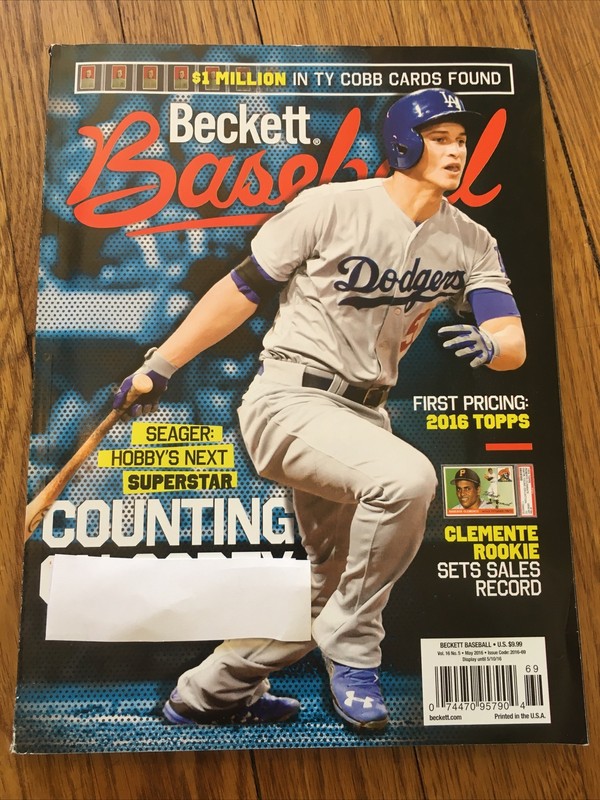 $1 MILLION IN TY COBB CARDS FOUND
Beckett®
Baseball
LA
Dodgers
5
FIRST PRICING:
2016 TOPPS
SEAGER:
HOBBY'S NEXT
SUPERSTAR
COUNTING
P
CLEMENTE
ROOKIE
SETS SALES
RECORD
BECKETT BASEBALL • U.S. $9.99
Vol. 16 No. 5 • May 2016 • Issue Code: 2016-69
Display until 5/10/16
69
0 74470 95790 4
beckett.com Printed in the U.S.A.